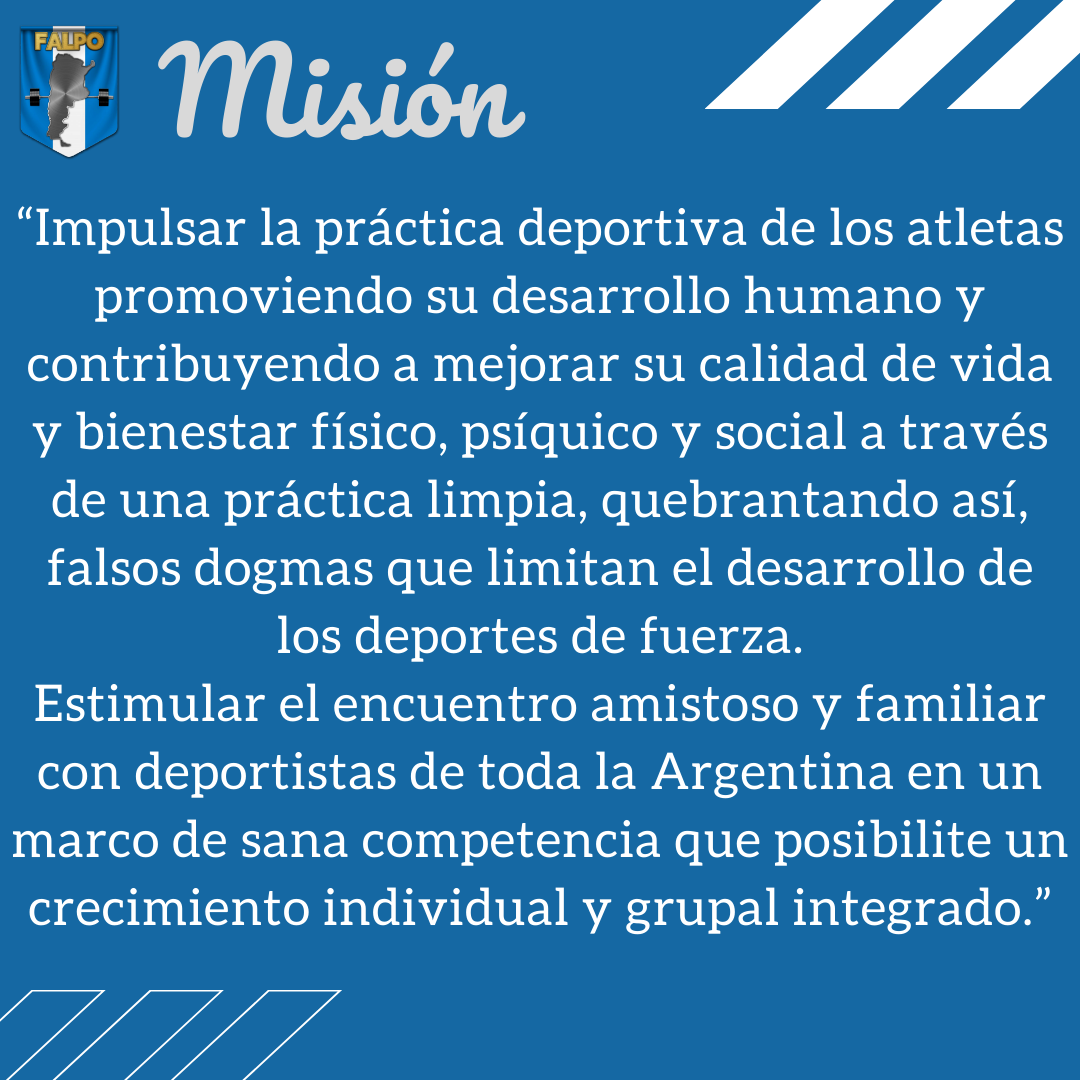 FALPO
Misión
“Impulsar la práctica deportiva de los atletas
promoviendo su desarrollo humano y
contribuyendo a mejorar su calidad de vida
y bienestar físico, psíquico y social a través
de una práctica limpia, quebrantando así,
falsos dogmas que limitan el desarrollo de
los deportes de fuerza.
Estimular el encuentro amistoso y familiar
con deportistas de toda la Argentina en un
marco de sana competencia que posibilite un
crecimiento individual y grupal integrado.”